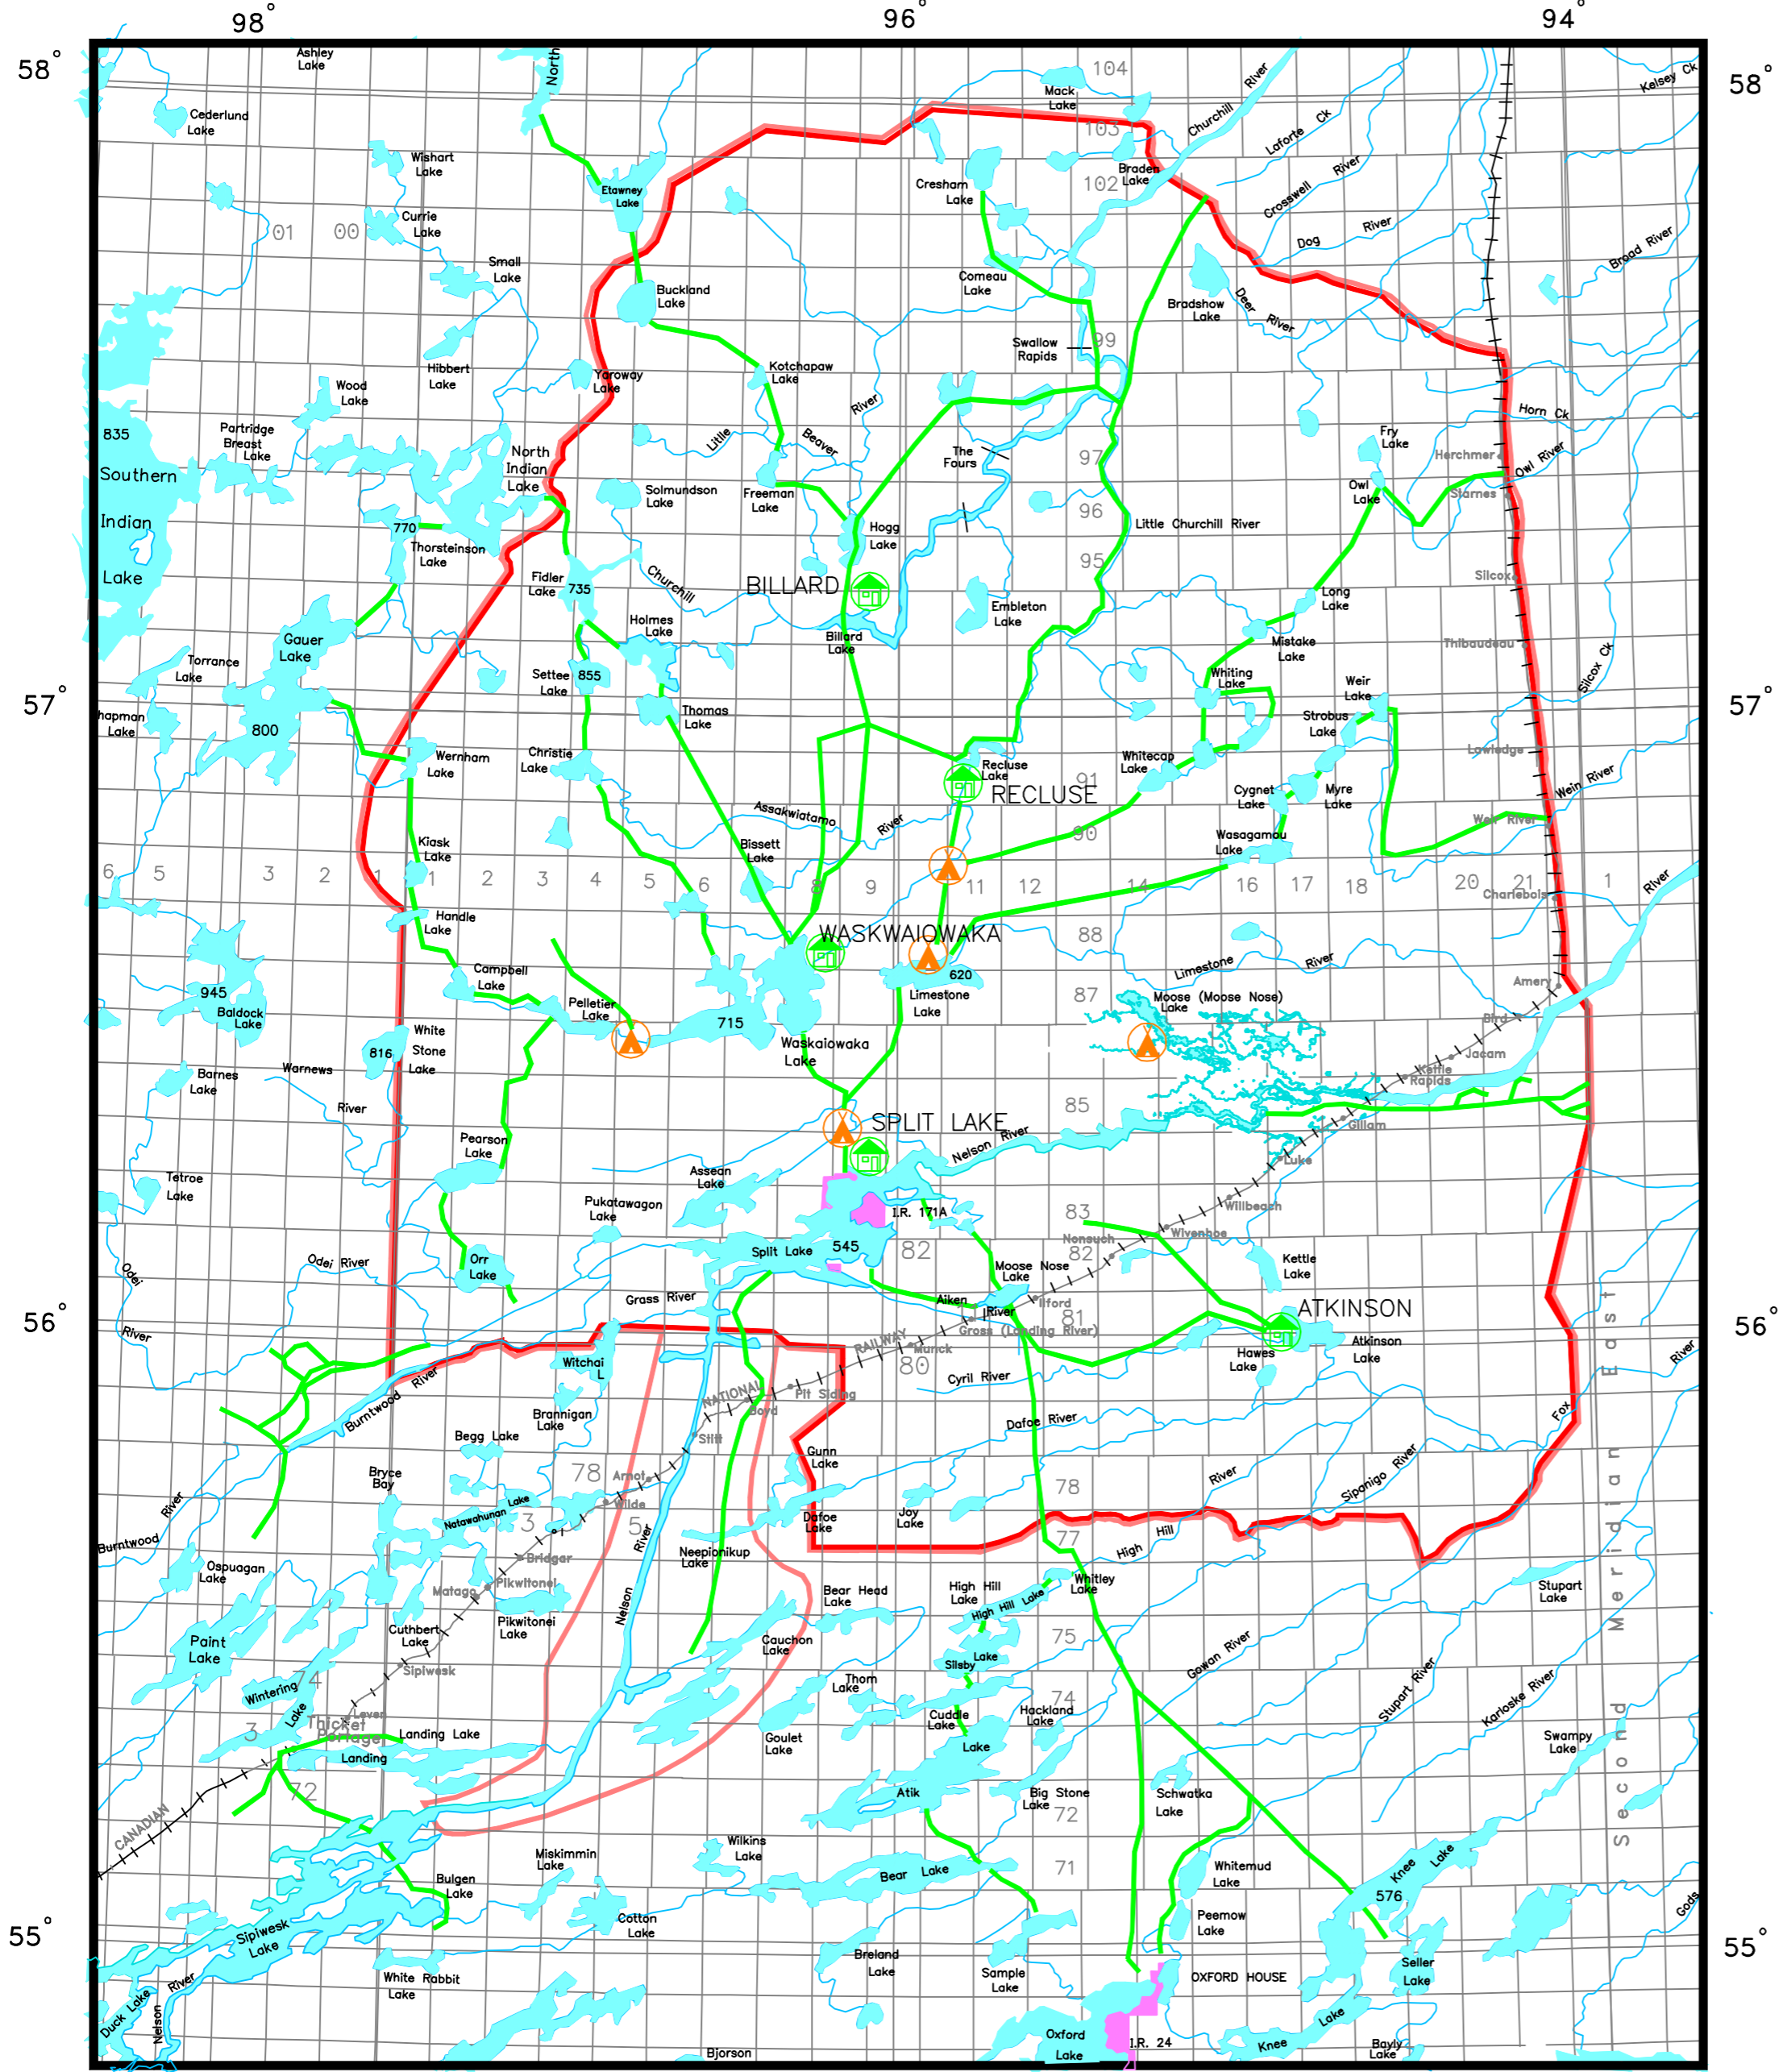 98°
96°
94°
58°
58°
Ashley
Lake
North
104
Mack
Lake
Churchill River
Laforte Ck
Kelsey Ck
Cederlund
Lake
103
Wishart
Lake
Etawney
Lake
Cresham
Lake
Braden
Lake
102
Crosswell River
Currie
Lake
01
00
Dog River
Broad River
Small
Lake
Buckland
Lake
Comeau
Lake
Bradshow
Lake
Deer River
Swallow
Rapids
99
Hibbert
Lake
Yaroway
Lake
Kotchapaw
Lake
Wood
Lake
River
Horn Ck
835
Partridge
Breast
Lake
Little
Beaver
The
Fours
97
Fry
Lake
Herchmer
Owl River
Southern
Indian
Lake
North
Indian
Lake
Solmundson
Lake
Freeman
Lake
Owl
Lake
Starnes
96
770
Hogg
Lake
Little Churchill River
Thorsteinson
Lake
95
Fidler
Lake
735
Churchill
BILLARD
Silcox
Embleton
Lake
Long
Lake
Gauer
Lake
Holmes
Lake
Billard
Lake
Mistake
Lake
Thibaudeau
Torrance
Lake
Settee
Lake
855
Whiting
Lake
Weir
Lake
Silcox Ck
57°
57°
hapman
Lake
800
Thomas
Lake
Strobus
Lake
Wernham
Lake
Christie
Lake
Whitecap
Lake
Lawledge
Recluse
Lake
91
RECLUSE
Cygnet
Lake
Myre
Lake
Wein River
Assakwiatamo
River
90
Weir River
Wasagamou
Lake
Kiask
Lake
Bissett
Lake
6
5
3
2
1
1
2
3
4
5
6
8
9
11
12
14
16
17
18
20
21
1
Charlebois
River
Handle
Lake
WASKWAIOWAKA
88
Limestone River
Campbell
Lake
620
Limestone
Lake
Amery
945
Baldock
Lake
Pelletier
Lake
715
87
Moose (Moose Nose)
Lake
Bird
White
Stone
Lake
816
Waskaiowaka
Lake
Jacam
Kettle
Rapids
Barnes
Lake
Warnews
River
85
SPLIT LAKE
Gillam
Pearson
Lake
Nelson River
Luke
Tetroe
Lake
Assean
Lake
Pukatawagon
Lake
I.R. 171A
83
Willbeach
Wivenhoe
Nonsuch
Split Lake
545
82
82
Odei River
Odei
River
Orr
Lake
Moose Nose
Lake
Kettle
Lake
Grass River
Aiken
River
Ilford
81
ATKINSON
56°
56°
Gross (Landing River)
Munck
RAILWAY
Witchai
L
80
Hawes
Lake
Atkinson
Lake
River
Burntwood River
NATIONAL
Pit Siding
Boyd
Cyril River
Brannigan
Lake
Dafoe River
Fox
Begg Lake
Stitt
Gunn
Lake
Bryce
Bay
78
Arnot
78
River
Sipanigo River
Natawahunan Lake
Wilde
3
5
Dafoe
Lake
Joy
Lake
77
Hill
High
River
Burntwood
River
Neepionikup
Lake
Bridgar
Ospuagan
Lake
Matago
Pikwitonei
Pikwitonei
Lake
Nelson
Bear Head
Lake
High Hill
Lake
High Hill Lake
Whitley
Lake
Stupart
Lake
Paint
Lake
Cuthbert
Lake
Cauchon
Lake
75
Silsby
Lake
Gowan River
Sipiwesk
74
Wintering
Lake
Thom
Lake
74
Stupart River
Karloske River
Lever
Thicket
Portage
3
Landing Lake
Landing
Goulet
Lake
Cuddle
Lake
Hackland
Lake
Lake
Swampy
Lake
72
Atik
Big Stone
Lake
72
Schwatka
Lake
CANADIAN
Second Meridian East
Miskimmin
Lake
Wilkins
Lake
Bear Lake
71
Whitemud
Lake
Knee Lake
576
Bulgen
Lake
Cotton
Lake
Peemow
Lake
Gods
55°
55°
Sipiwesk
Lake
Breland
Lake
Sample
Lake
White Rabbit
Lake
OXFORD HOUSE
Seller
Lake
Duck Lake
River
Nelson
Oxford
Lake
I.R. 24
Knee Lake
Bayly
Lake
Bjorson